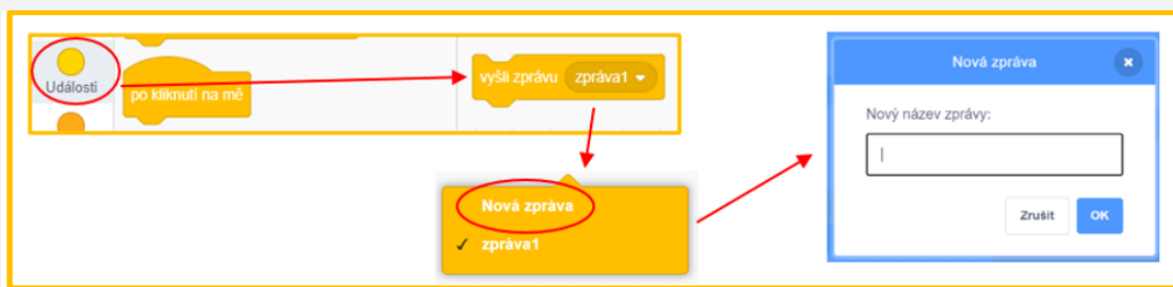 Události
po kliknutí na mě
vyšli zprávu zpráva1
Nová zpráva
✓ zpráva1
Nová zpráva
Nový název zprávy:
Zrušit OK